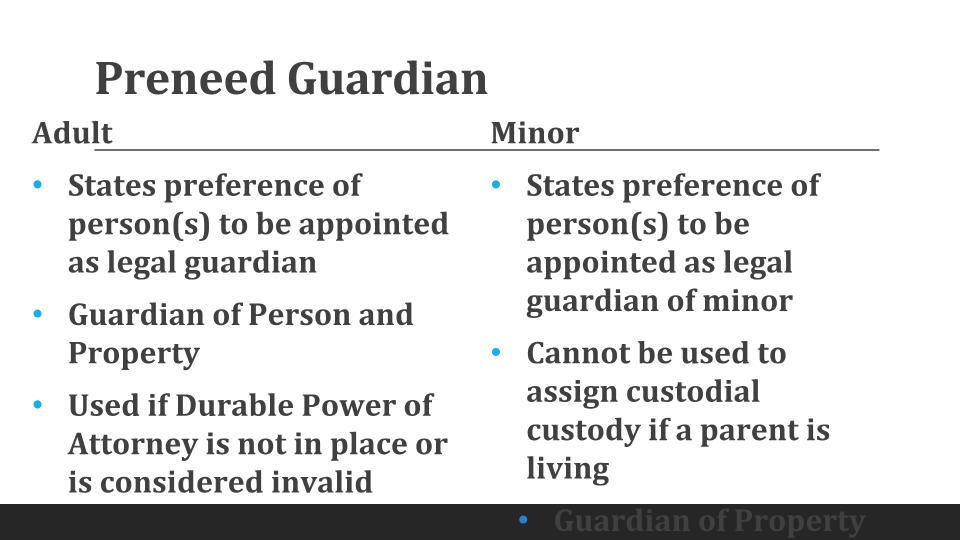 Preneed Guardian
Adult
• States preference of
person(s) to be appointed
as legal guardian
• Guardian of Person and
Property
• Used if Durable Power of
Attorney is not in place or
is considered invalid
Minor
• States preference of
person(s) to be
appointed as legal
guardian of minor
• Cannot be used to
assign custodial
custody if a parent is
living
• Guardian of Property